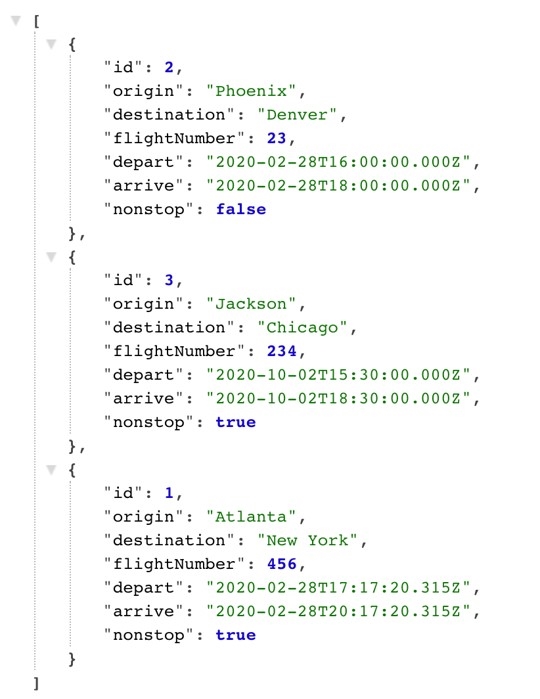 [
{
"id": 2,
"origin": "Phoenix",
"destination": "Denver",
"flightNumber": 23,
"depart": "2020-02-28T16:00:00.000Z",
"arrive": "2020-02-28T18:00:00.000Z",
"nonstop": false
},
{
"id": 3,
"origin": "Jackson",
"destination": "Chicago",
"flightNumber": 234,
"depart": "2020-10-02T15:30:00.000Z",
"arrive": "2020-10-02T18:30:00.000Z",
"nonstop": true
},
{
"id": 1,
"origin": "Atlanta",
"destination": "New York",
"flightNumber": 456,
"depart": "2020-02-28T17:17:20.315Z",
"arrive": "2020-02-28T20:17:20.315Z",
"nonstop": true
}
]